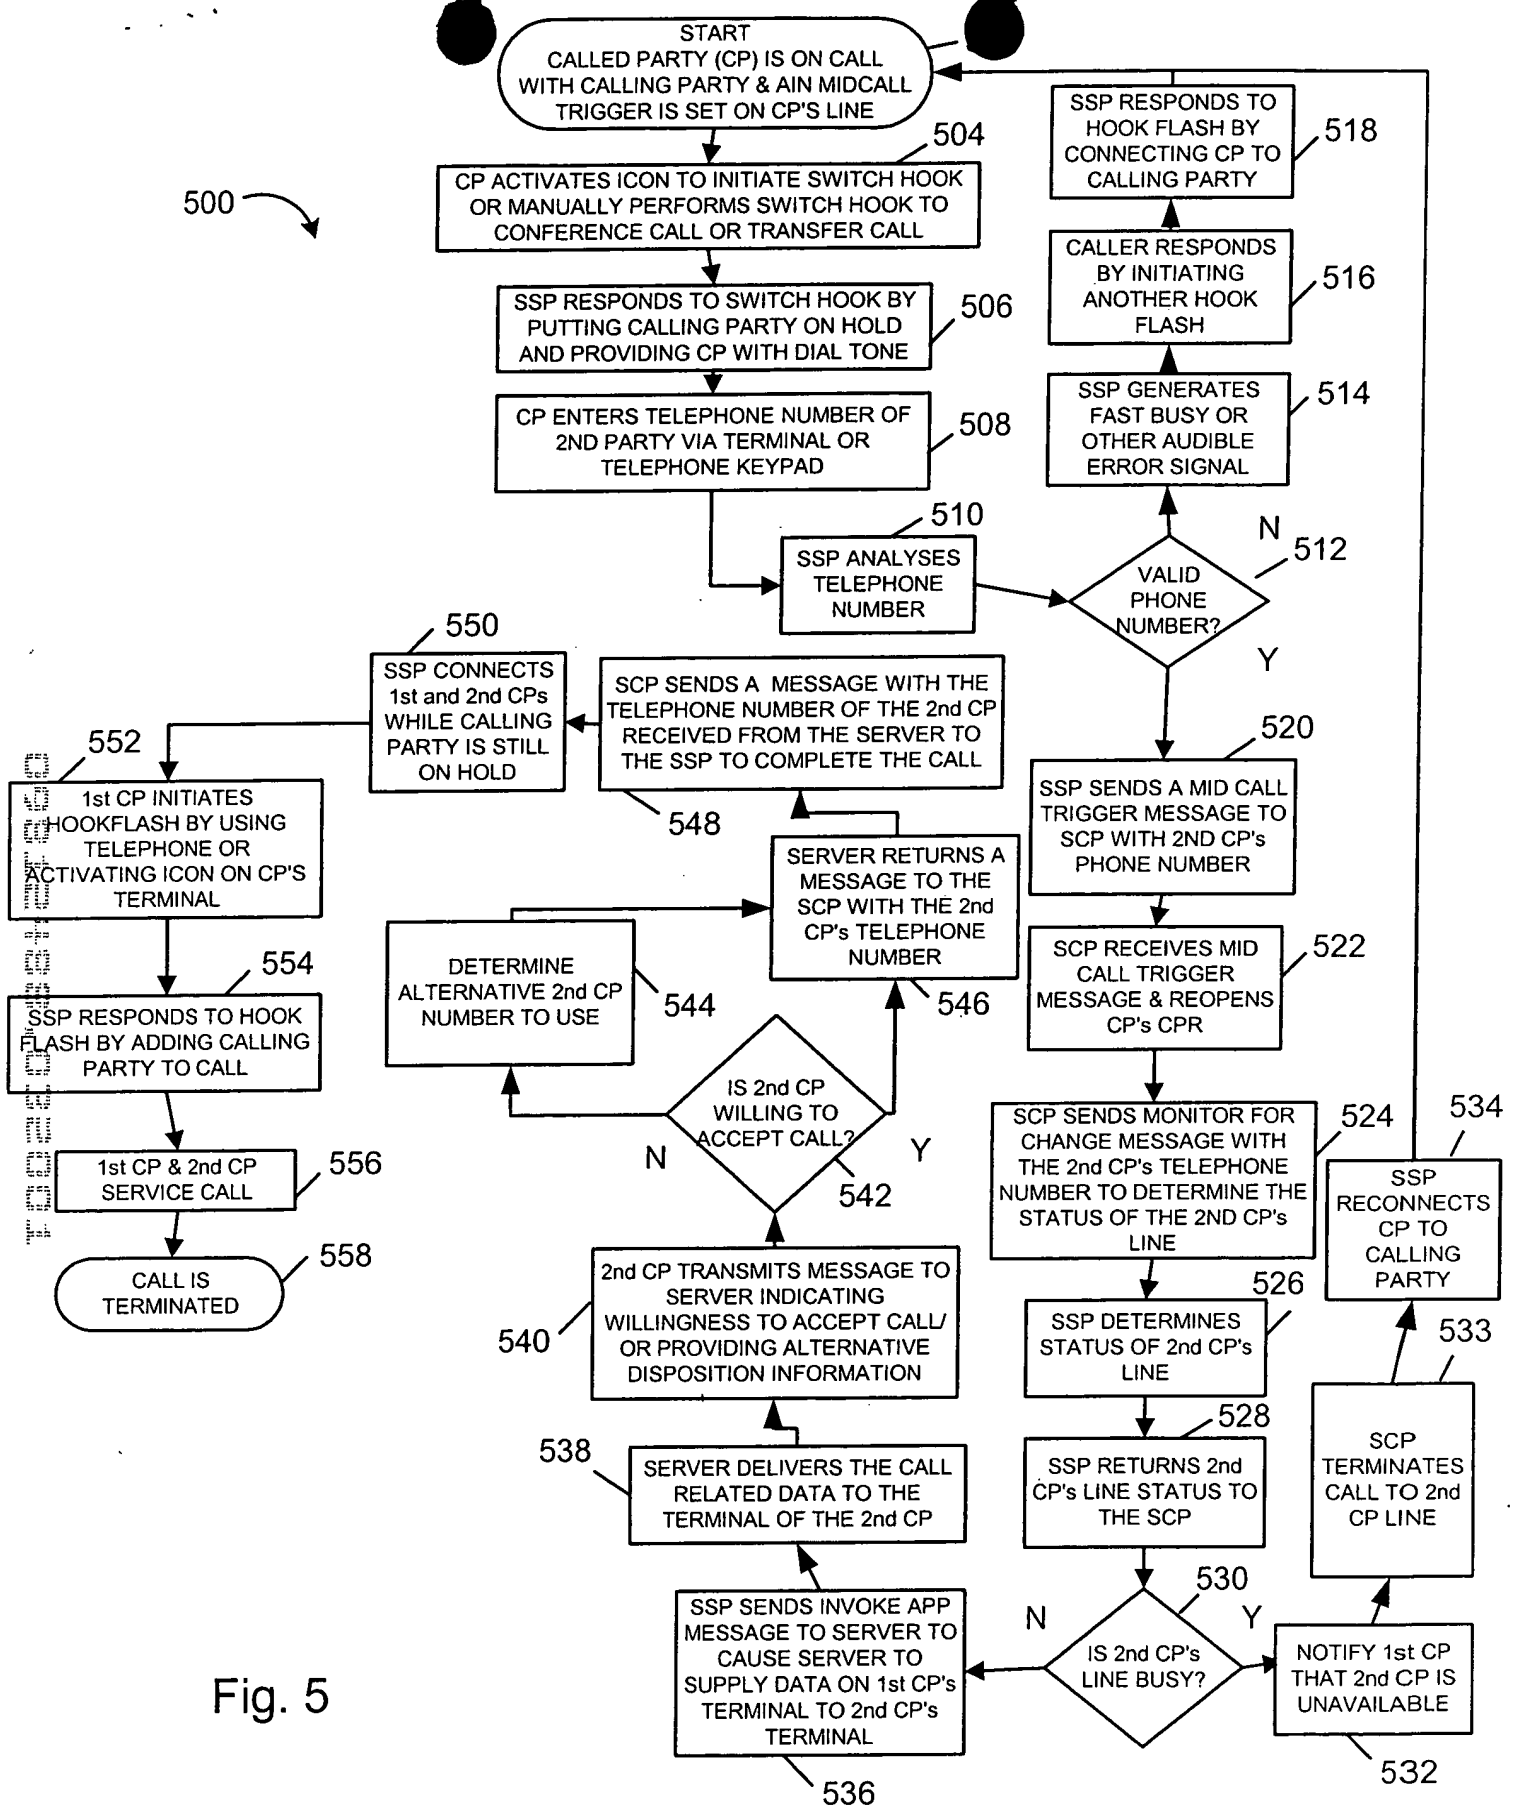 START
CALLED PARTY (CP) IS ON CALL
WITH CALLING PARTY & AIN MIDCALL
TRIGGER IS SET ON CP'S LINE
504
CP ACTIVATES ICON TO INITIATE SWITCH HOOK
OR MANUALLY PERFORMS SWITCH HOOK TO
CONFERENCE CALL OR TRANSFER CALL
500
SSP RESPONDS TO SWITCH HOOK BY
PUTTING CALLING PARTY ON HOLD
AND PROVIDING CP WITH DIAL TONE
506
CP ENTERS TELEPHONE NUMBER OF
2ND PARTY VIA TERMINAL OR
TELEPHONE KEYPAD
508
510
SSP ANALYSES
TELEPHONE
NUMBER
VALID
PHONE
NUMBER?
512
N
Y
SSP GENERATES
FAST BUSY OR
OTHER AUDIBLE
ERROR SIGNAL
514
CALLER RESPONDS
BY INITIATING
ANOTHER HOOK
FLASH
516
SSP RESPONDS TO
HOOK FLASH BY
CONNECTING CP TO
CALLING PARTY
518
520
SSP SENDS A MID CALL
TRIGGER MESSAGE TO
SCP WITH 2ND CP's
PHONE NUMBER
SCP RECEIVES MID
CALL TRIGGER
MESSAGE & REOPENS
CP's CPR
522
SCP SENDS MONITOR FOR
CHANGE MESSAGE WITH
THE 2nd CP's TELEPHONE
NUMBER TO DETERMINE THE
STATUS OF THE 2ND CP's
LINE
524
SSP DETERMINES
STATUS OF 2nd CP's
LINE
526
528
SSP RETURNS 2nd
CP's LINE STATUS TO
THE SCP
IS 2nd CP's
LINE BUSY?
530
N
Y
NOTIFY 1st CP
THAT 2nd CP IS
UNAVAILABLE
532
SCP
TERMINATES
CALL TO 2nd
CP LINE
533
SSP
RECONNECTS
CP TO
CALLING
PARTY
534
SSP SENDS INVOKE APP
MESSAGE TO SERVER TO
CAUSE SERVER TO
SUPPLY DATA ON 1st CP's
TERMINAL TO 2nd CP's
TERMINAL
536
538
SERVER DELIVERS THE CALL
RELATED DATA TO THE
TERMINAL OF THE 2nd CP
2nd CP TRANSMITS MESSAGE TO
SERVER INDICATING
WILLINGNESS TO ACCEPT CALL/
OR PROVIDING ALTERNATIVE
DISPOSITION INFORMATION
540
IS 2nd CP
WILLING TO
ACCEPT CALL?
542
N
Y
DETERMINE
ALTERNATIVE 2nd CP
NUMBER TO USE
544
SERVER RETURNS A
MESSAGE TO THE
SCP WITH THE 2nd
CP's TELEPHONE
NUMBER
546
SCP SENDS A MESSAGE WITH THE
TELEPHONE NUMBER OF THE 2nd CP
RECEIVED FROM THE SERVER TO
THE SSP TO COMPLETE THE CALL
548
550
SSP CONNECTS
1st and 2nd CPs
WHILE CALLING
PARTY IS STILL
ON HOLD
552
1st CP INITIATES
HOOKFLASH BY USING
TELEPHONE OR
ACTIVATING ICON ON CP'S
TERMINAL
554
SSP RESPONDS TO HOOK
FLASH BY ADDING CALLING
PARTY TO CALL
1st CP & 2nd CP
SERVICE CALL
556
CALL IS
TERMINATED
558
Fig. 5